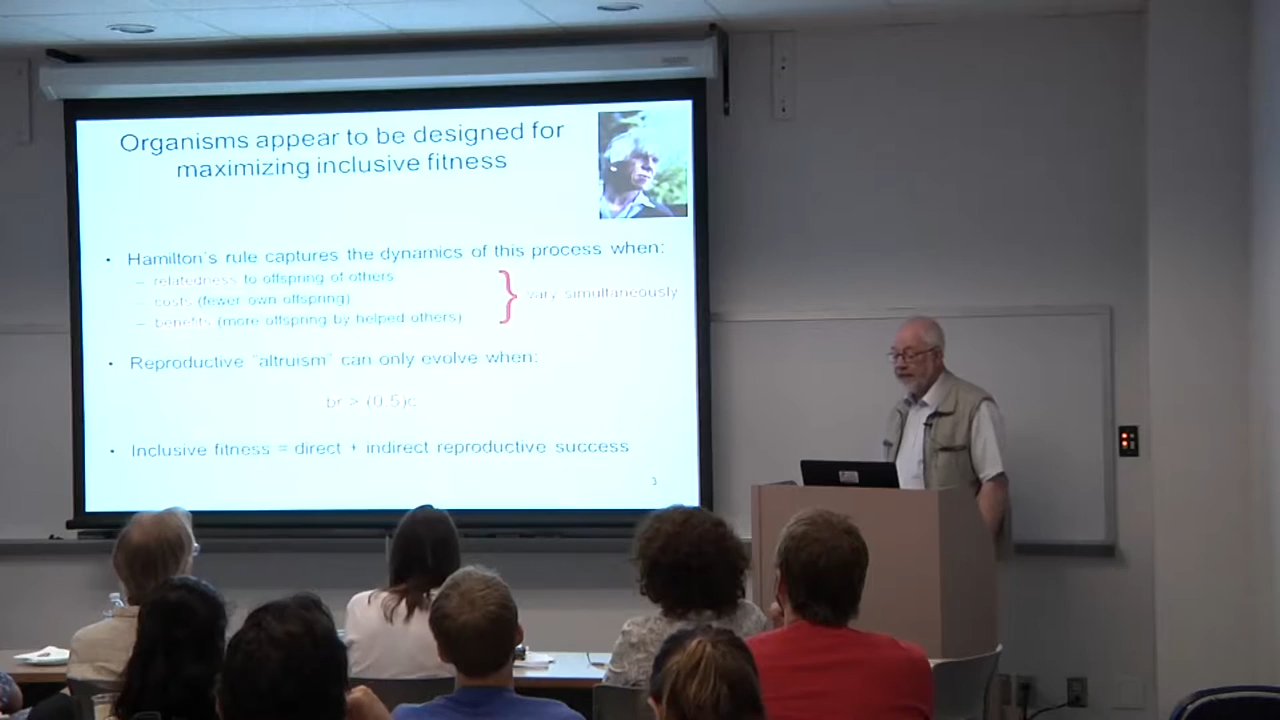 Organisms appear to be designed for
maximizing inclusive fitness
• Hamilton's rule captures the dynamics of this process when:
– relatedness to offspring of others
– costs (fewer own offspring)
– benefits (more offspring by helped others)
} vary simultaneously
• Reproductive "altruism" can only evolve when:
br > (0.5)c
• Inclusive fitness = direct + indirect reproductive success
3